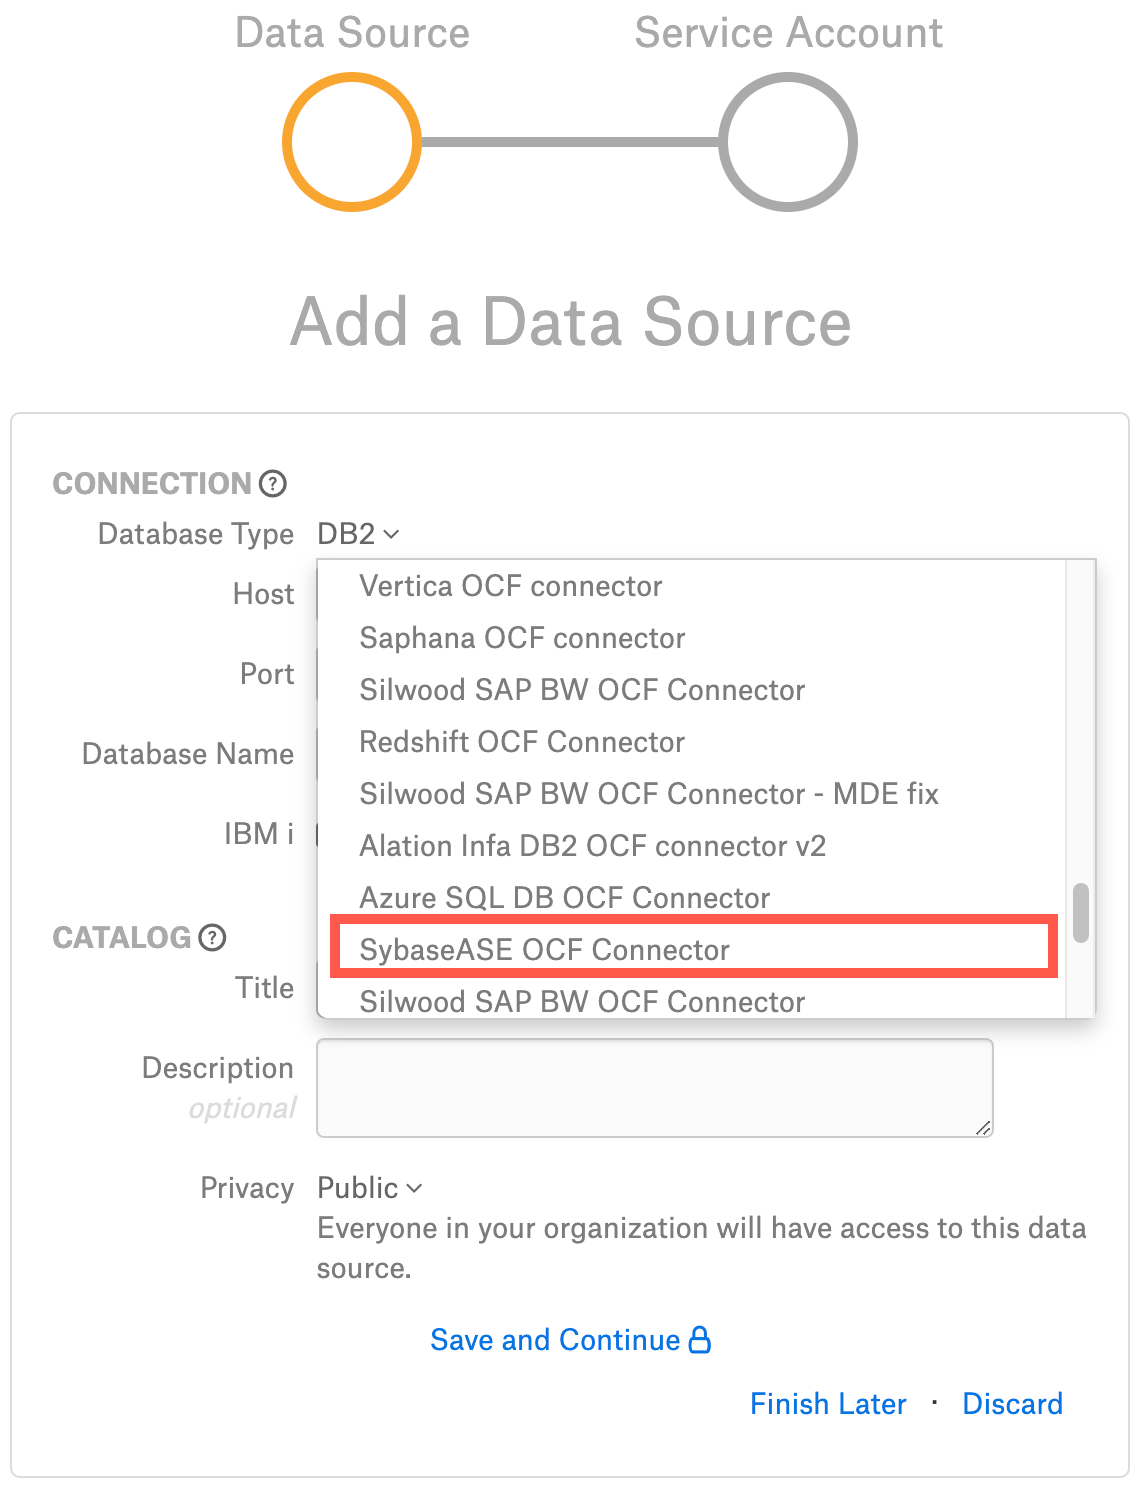 Data Source
Service Account
Add a Data Source
CONNECTION ?
Database Type DB2
Host
Vertica OCF connector
Saphana OCF connector
Port
Silwood SAP BW OCF Connector
Redshift OCF Connector
Database Name
Silwood SAP BW OCF Connector - MDE fix
IBM i
Alation Infa DB2 OCF connector v2
Azure SQL DB OCF Connector
CATALOG ?
SybaseASE OCF Connector
Title
Silwood SAP BW OCF Connector
Description
optional
Privacy Public
Everyone in your organization will have access to this data
source.
Save and Continue
Finish Later · Discard